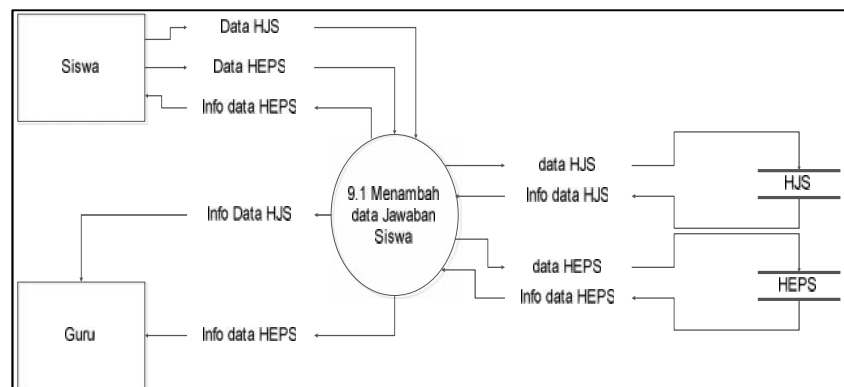 Data HJS
Siswa
Data HEPS
Info data HEPS
9.1 Menambah
data Jawaban
Siswa
data HJS
Info data HJS
HJS
Info Data HJS
data HEPS
Info data HEPS
HEPS
Guru
Info data HEPS